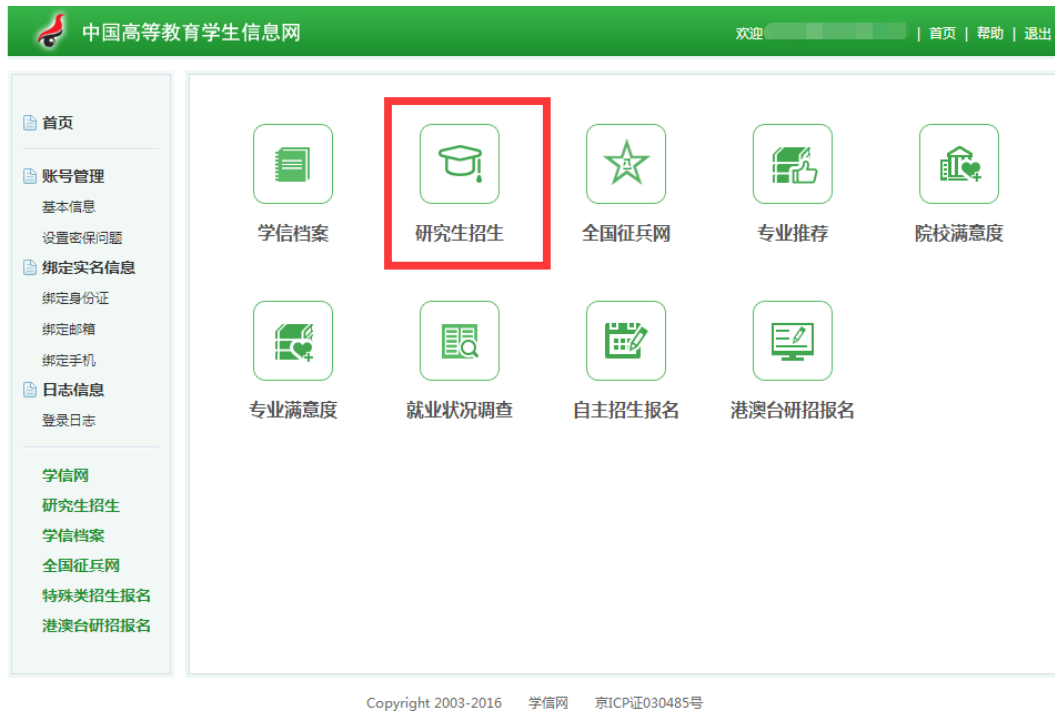 中国高等教育学生信息网
欢迎 | 首页 | 帮助 | 退出
首页
账号管理
基本信息
设置密保问题
绑定实名信息
绑定身份证
绑定邮箱
绑定手机
日志信息
登录日志
学信网
研究生招生
学信档案
全国征兵网
特殊类招生报名
港澳台研招报名
学信档案 研究生招生 全国征兵网 专业推荐 院校满意度
专业满意度 就业状况调查 自主招生报名 港澳台研招报名
Copyright 2003-2016 学信网 京ICP证030485号